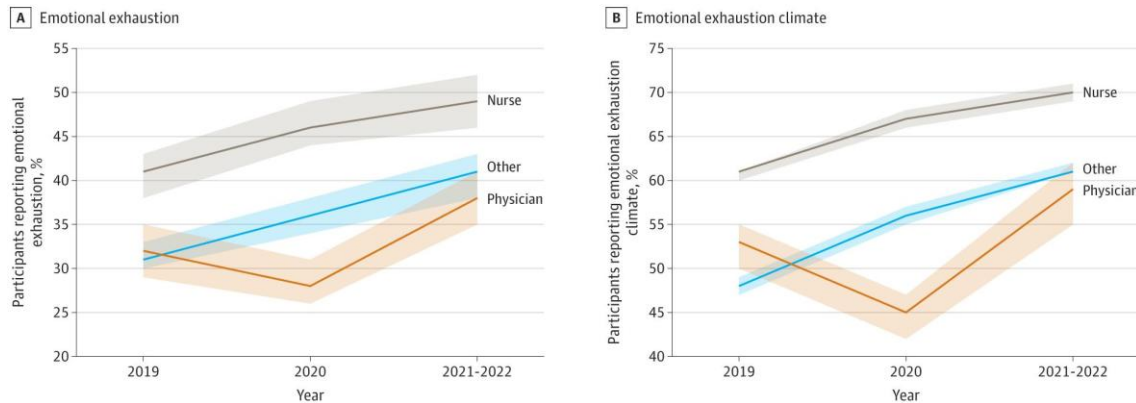 A Emotional exhaustion
Participants reporting emotional
exhaustion, %
55
50
45
40
35
30
25
20
Nurse
Other
Physician
2019
2020
2021-2022
Year
B Emotional exhaustion climate
Participants reporting emotional exhaustion
climate, %
75
70
65
60
55
50
45
40
Nurse
Other
Physician
2019
2020
2021-2022
Year